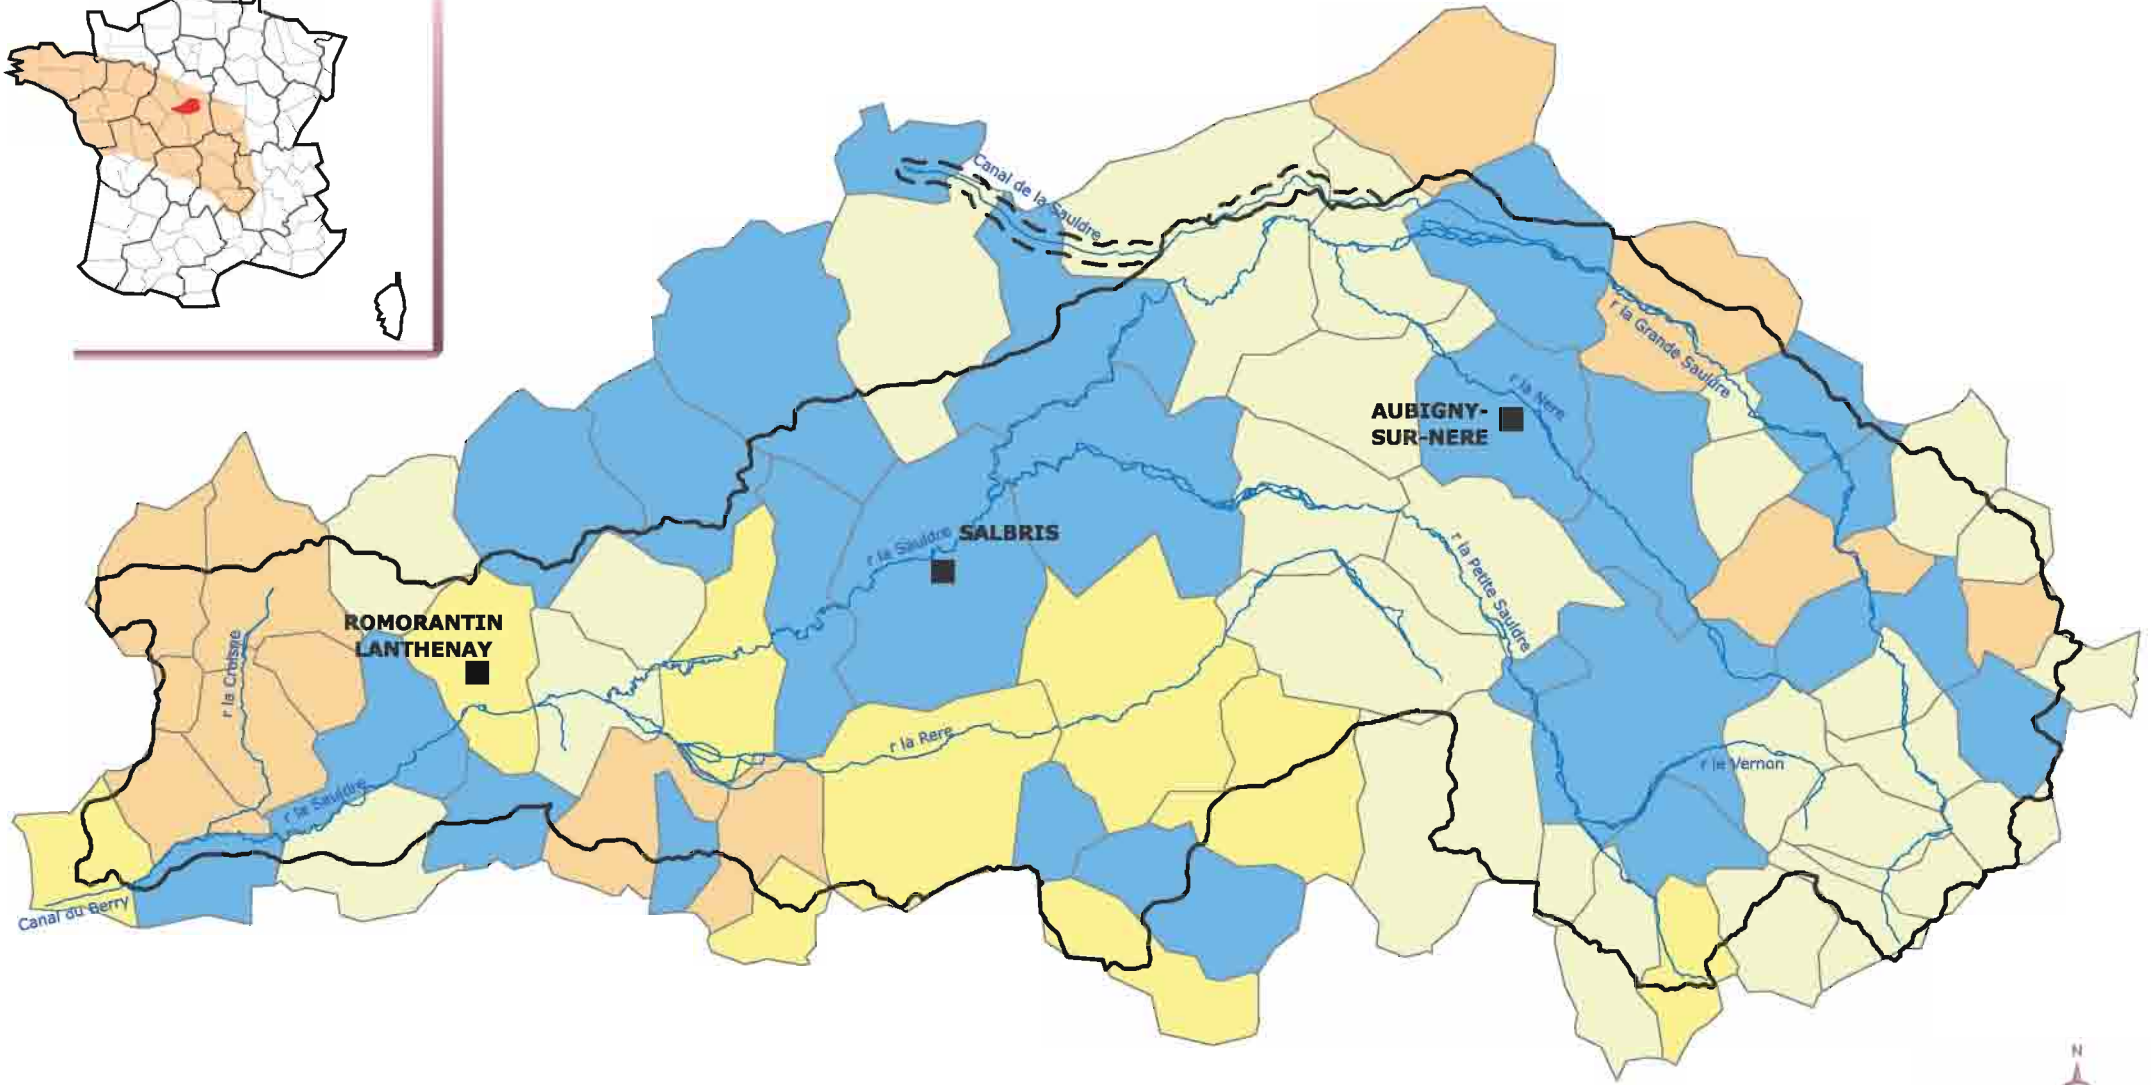 Canal de la Sauldre
r la Grande Sauldre
r la Nere
AUBIGNY-
SUR-NERE
r la Sauldre
SALBRIS
r la Petite Sauldre
ROMORANTIN
LANTHENAY
r la Croisne
r la Rere
r le Vernon
r la Sauldre
Canal du Berry
N